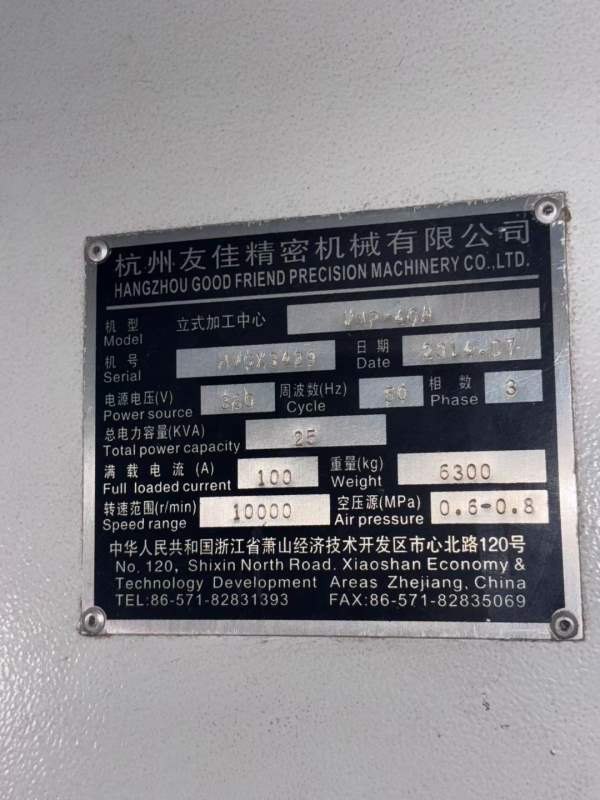 杭州友佳精密机械有限公司
HANGZHOU GOOD FRIEND PRECISION MACHINERY CO.,LTD.
机 型 立式加工中心
Model
机 号 日 期 2014.07
Serial Date
电源电压(V) 380 周波数(Hz) 50 相 数 3
Power source Cycle Phase
总电力容量(KVA) 25
Total power capacity
满 载 电 流 (A) 100 重量(kg) 6300
Full loaded current Weight
转速范围(r/min) 10000 空压源(MPa) 0.6-0.8
Speed range Air pressure
中华人民共和国浙江省萧山经济技术开发区市心北路120号
No. 120, Shixin North Road. Xiaoshan Economy &
Technology Development Areas Zhejiang, China
TEL:86-571-82831393 FAX:86-571-82835069